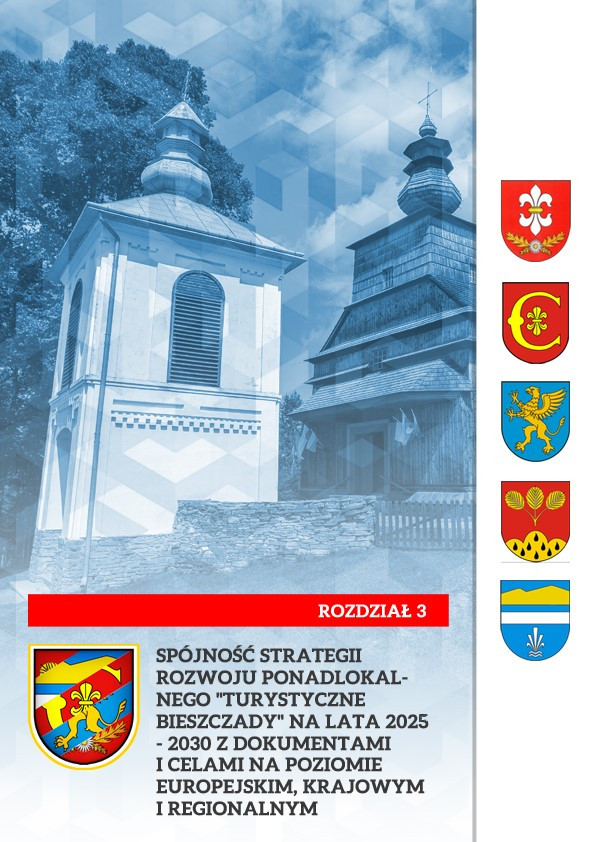 ROZDZIAŁ 3
SPÓJNOŚĆ STRATEGII
ROZWOJU PONADLOKAL-
NEGO "TURYSTYCZNE
BIESZCZADY" NA LATA 2025
- 2030 Z DOKUMENTAMI
I CELAMI NA POZIOMIE
EUROPEJSKIM, KRAJOWYM
I REGIONALNYM